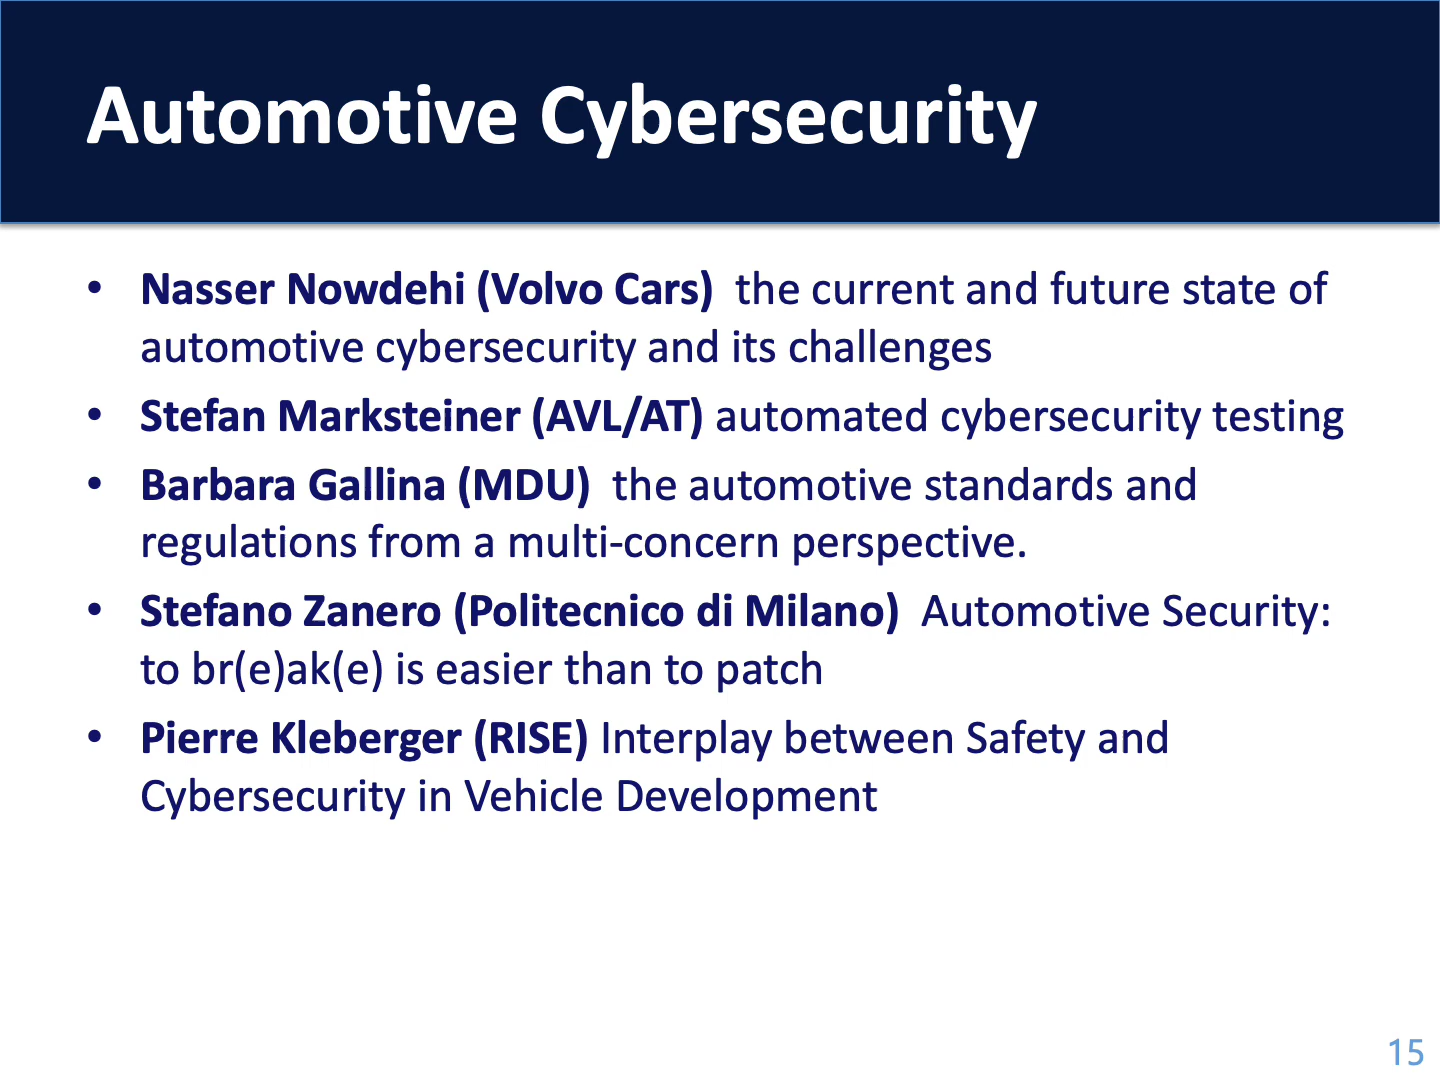 Automotive Cybersecurity
• Nasser Nowdehi (Volvo Cars)  the current and future state of
automotive cybersecurity and its challenges
• Stefan Marksteiner (AVL/AT) automated cybersecurity testing
• Barbara Gallina (MDU)  the automotive standards and
regulations from a multi-concern perspective.
• Stefano Zanero (Politecnico di Milano)  Automotive Security:
to br(e)ak(e) is easier than to patch
• Pierre Kleberger (RISE) Interplay between Safety and
Cybersecurity in Vehicle Development
15